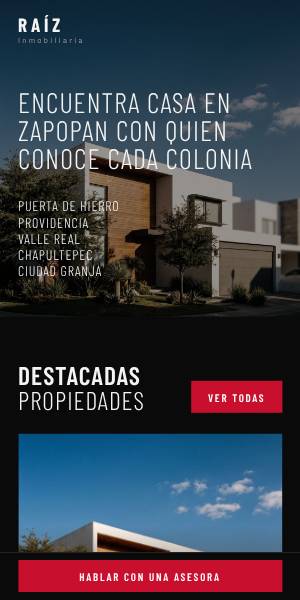 RAÍZ
Inmobiliaria
ENCUENTRA CASA EN
ZAPOPAN CON QUIEN
CONOCE CADA COLONIA
PUERTA DE HIERRO
PROVIDENCIA
VALLE REAL
CHAPULTEPEC
CIUDAD GRANJA
DESTACADAS
PROPIEDADES
VER TODAS
HABLAR CON UNA ASESORA